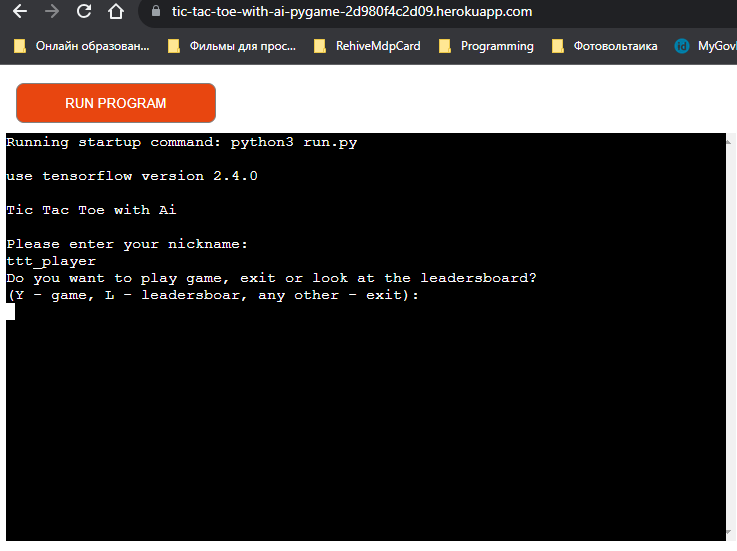 tic-tac-toe-with-ai-pygame-2d980f4c2d09.herokuapp.com
Онлайн образован... Фильмы для прос... RehiveMdpCard Programming Фотовольтаика id MyGovI
RUN PROGRAM
Running startup command: python3 run.py
use tensorflow version 2.4.0
Tic Tac Toe with Ai
Please enter your nickname:
ttt_player
Do you want to play game, exit or look at the leadersboard?
(Y - game, L - leadersboar, any other - exit):